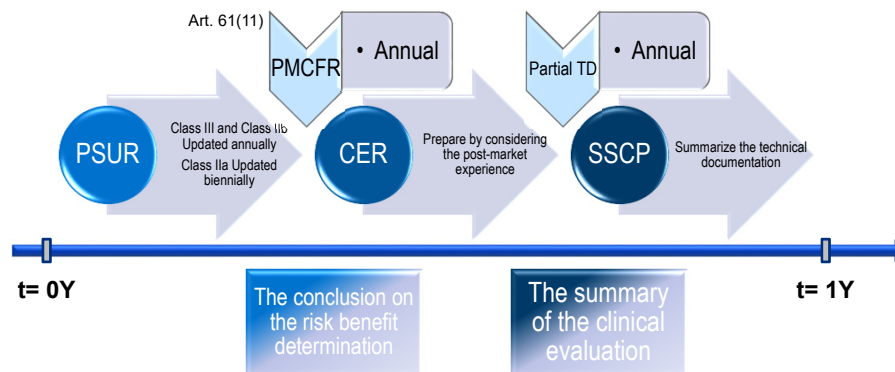 Art. 61(11)
PMCFR
• Annual
Partial TD
• Annual
PSUR
Class III and Class IIb
Updated annually
Class IIa Updated
biennially
CER
Prepare by considering
the post-market
experience
SSCP
Summarize the technical
documentation
t= 0Y
t= 1Y
The conclusion on
the risk benefit
determination
The summary
of the clinical
evaluation